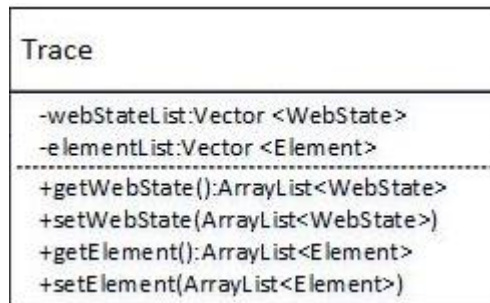 Trace
-webStateList:Vector <WebState>
-elementList:Vector <Element>
+getWebState():ArrayList<WebState>
+setWebState(ArrayList<WebState>)
+getElement():ArrayList<Element>
+setElement(ArrayList<Element>)